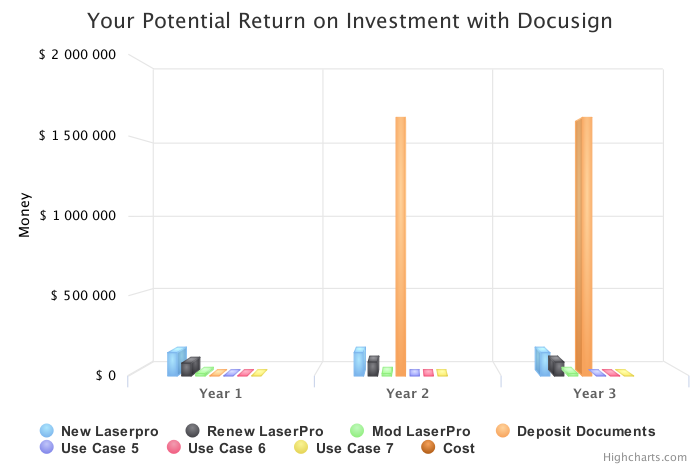 Your Potential Return on Investment with Docusign
$ 2 000 000
$ 1 500 000
$ 1 000 000
$ 500 000
$ 0
Money
Year 1 Year 2 Year 3
New Laserpro Renew LaserPro Mod LaserPro Deposit Documents
Use Case 5 Use Case 6 Use Case 7 Cost
Highcharts.com